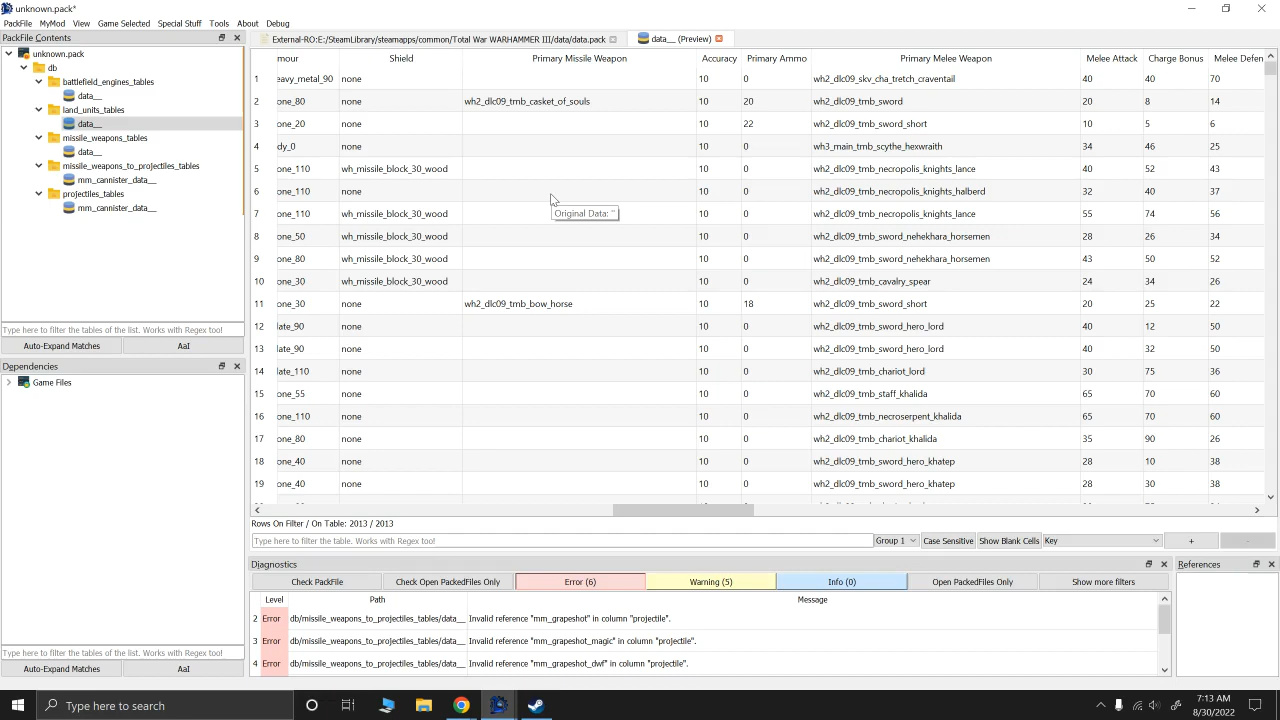 unknown.pack*
PackFile MyMod View Game Selected Special Stuff Tools About Debug
PackFile Contents
External-RO:E:/SteamLibrary/steamapps/common/Total War WARHAMMER III/data/data.pack
data__ (Preview)
unknown.pack
db
battlefield_engines_tables
data__
land_units_tables
data__
missile_weapons_tables
data__
missile_weapons_to_projectiles_tables
mm_cannister_data__
projectiles_tables
mm_cannister_data__
Type here to filter the tables of the list. Works with Regex too!
Auto-Expand Matches AaI
Dependencies
Game Files
Type here to filter the tables of the list. Works with Regex too!
Auto-Expand Matches AaI
mour Shield Primary Missile Weapon Accuracy Primary Ammo Primary Melee Weapon Melee Attack Charge Bonus Melee Defen
1 eavy_metal_90 none 10 0 wh2_dlc09_skv_cha_tretch_craventail 40 40 70
2 one_80 none wh2_dlc09_tmb_casket_of_souls 10 20 wh2_dlc09_tmb_sword 20 8 14
3 one_20 none 10 22 wh2_dlc09_tmb_sword_short 10 5 6
4 dy_0 none 10 0 wh3_main_tmb_scythe_hexwraith 34 46 25
5 one_110 wh_missile_block_30_wood 10 0 wh2_dlc09_tmb_necropolis_knights_lance 40 52 43
6 one_110 none 10 0 wh2_dlc09_tmb_necropolis_knights_halberd 32 40 37
Original Data: ''
7 one_110 wh_missile_block_30_wood 10 0 wh2_dlc09_tmb_necropolis_knights_lance 55 74 56
8 one_50 wh_missile_block_30_wood 10 0 wh2_dlc09_tmb_sword_nehekhara_horsemen 28 26 34
9 one_80 wh_missile_block_30_wood 10 0 wh2_dlc09_tmb_sword_nehekhara_horsemen 43 50 52
10 one_30 wh_missile_block_30_wood 10 0 wh2_dlc09_tmb_cavalry_spear 24 34 26
11 one_30 none wh2_dlc09_tmb_bow_horse 10 18 wh2_dlc09_tmb_sword_short 20 25 22
12 late_90 none 10 0 wh2_dlc09_tmb_sword_hero_lord 40 12 50
13 late_90 none 10 0 wh2_dlc09_tmb_sword_hero_lord 40 32 50
14 late_110 none 10 0 wh2_dlc09_tmb_chariot_lord 30 75 36
15 one_55 none 10 0 wh2_dlc09_tmb_staff_khalida 65 70 60
16 one_110 none 10 0 wh2_dlc09_tmb_necroserpent_khalida 65 70 60
17 one_80 none 10 0 wh2_dlc09_tmb_chariot_khalida 35 90 26
18 one_40 none 10 0 wh2_dlc09_tmb_sword_hero_khatep 28 10 38
19 one_40 none 10 0 wh2_dlc09_tmb_sword_hero_khatep 28 30 38
Rows On Filter / On Table: 2013 / 2013
Type here to filter the table. Works with Regex too! Group 1 Case Sensitive Show Blank Cells Key + -
Diagnostics References
Check PackFile Check Open PackedFiles Only Error (6) Warning (5) Info (0) Open PackedFiles Only Show more filters
Level Path Message
2 Error db/missile_weapons_to_projectiles_tables/data__ Invalid reference "mm_grapeshot" in column "projectile".
3 Error db/missile_weapons_to_projectiles_tables/data__ Invalid reference "mm_grapeshot_magic" in column "projectile".
4 Error db/missile_weapons_to_projectiles_tables/data__ Invalid reference "mm_grapeshot_dwf" in column "projectile".
Type here to search
7:13 AM
8/30/2022